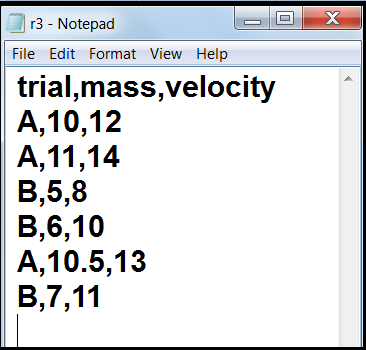 r3 - Notepad
File Edit Format View Help
trial,mass,velocity
A,10,12
A,11,14
B,5,8
B,6,10
A,10.5,13
B,7,11